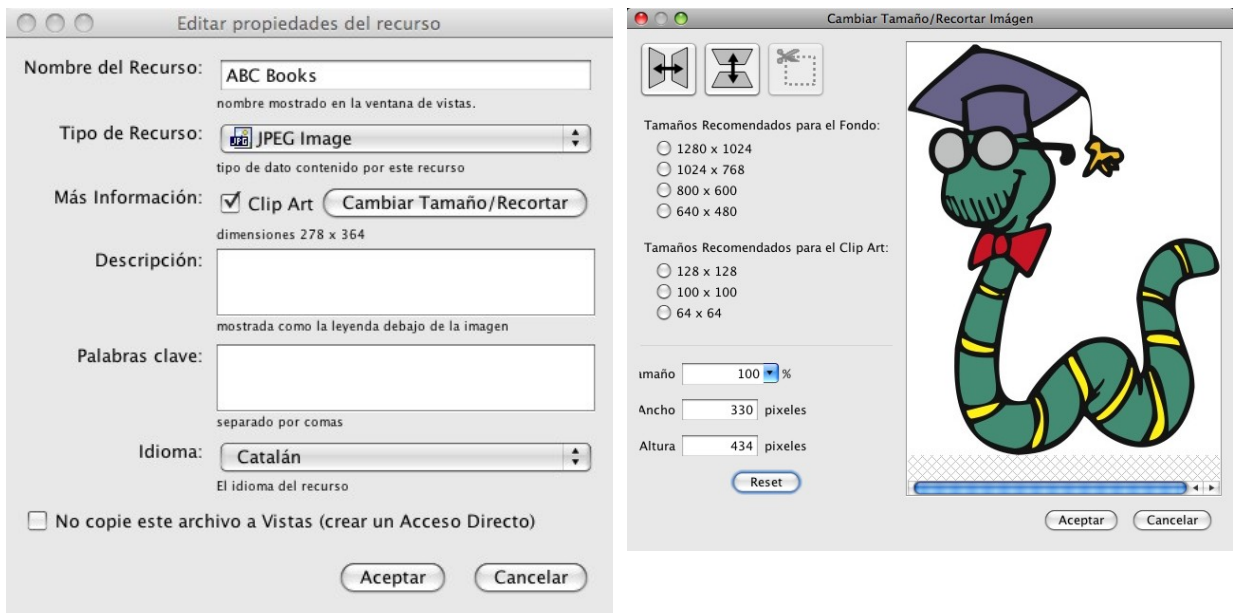 Editar propiedades del recurso
Nombre del Recurso: ABC Books
nombre mostrado en la ventana de vistas.
Tipo de Recurso: JPEG Image
tipo de dato contenido por este recurso
Más Información: Clip Art Cambiar Tamaño/Recortar
dimensiones 278 x 364
Descripción:
mostrada como la leyenda debajo de la imagen
Palabras clave:
separado por comas
Idioma: Catalán
El idioma del recurso
No copie este archivo a Vistas (crear un Acceso Directo)
Aceptar Cancelar
Cambiar Tamaño/Recortar Imágen
Tamaños Recomendados para el Fondo:
1280 x 1024
1024 x 768
800 x 600
640 x 480
Tamaños Recomendados para el Clip Art:
128 x 128
100 x 100
64 x 64
amaño 100 %
Ancho 330 pixeles
Altura 434 pixeles
Reset
Aceptar Cancelar